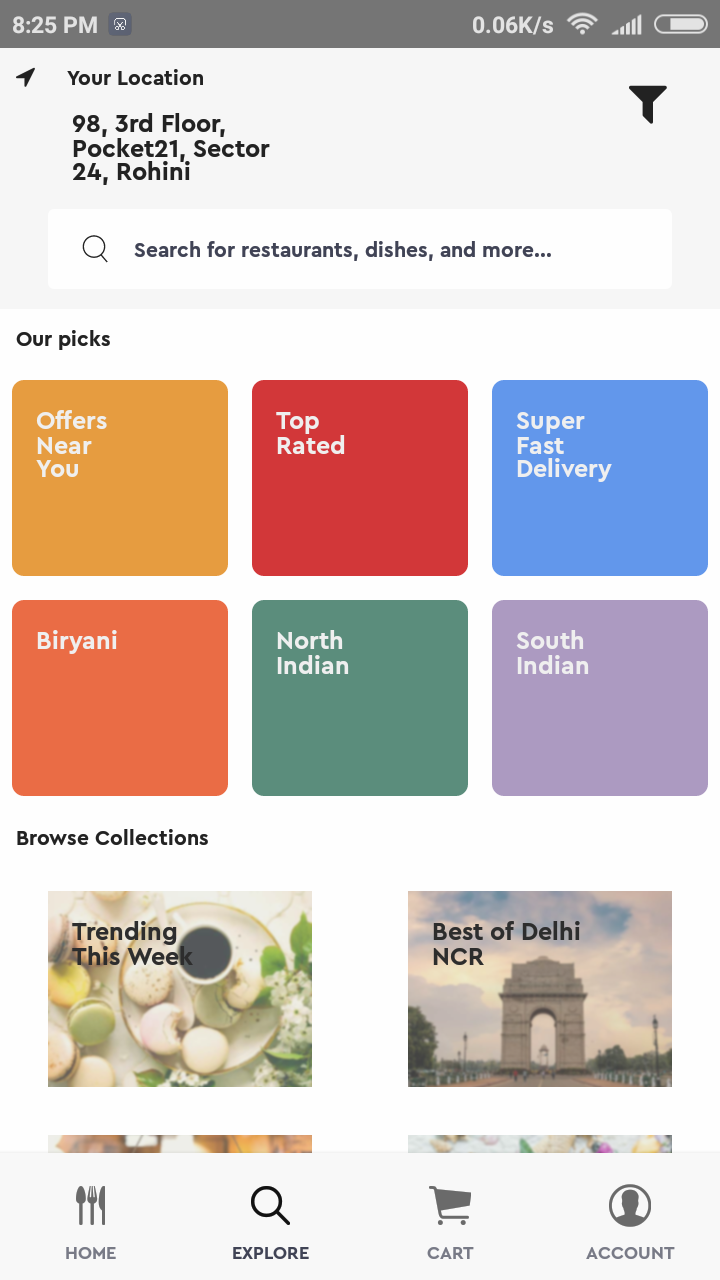 8:25 PM 0.06K/s
Your Location
98, 3rd Floor,
Pocket21, Sector
24, Rohini
Search for restaurants, dishes, and more...
Our picks
Offers
Near
You
Top
Rated
Super
Fast
Delivery
Biryani
North
Indian
South
Indian
Browse Collections
Trending
This Week
Best of Delhi
NCR
HOME
EXPLORE
CART
ACCOUNT